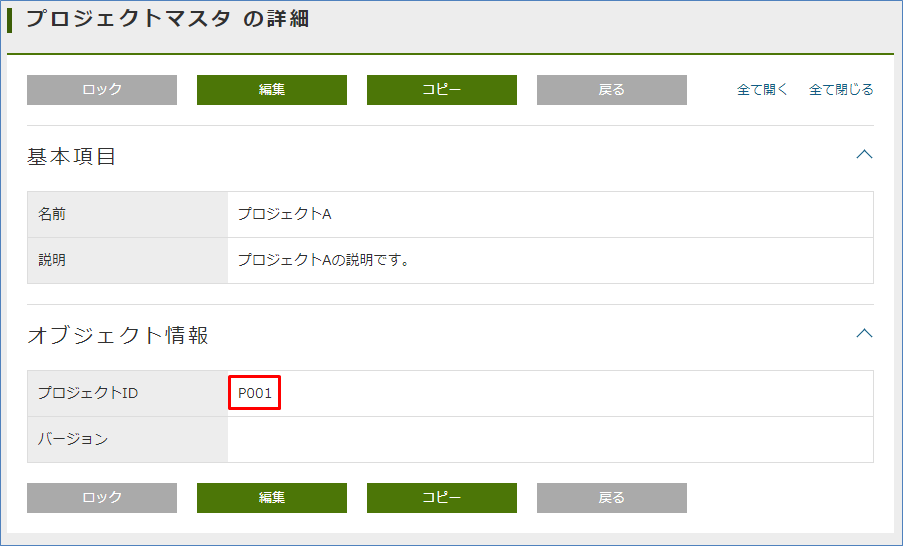 プロジェクトマスタ の詳細
ロック 編集 コピー 戻る 全て開く 全て閉じる
基本項目
名前 プロジェクトA
説明 プロジェクトAの説明です。
オブジェクト情報
プロジェクトID P001
バージョン
ロック 編集 コピー 戻る